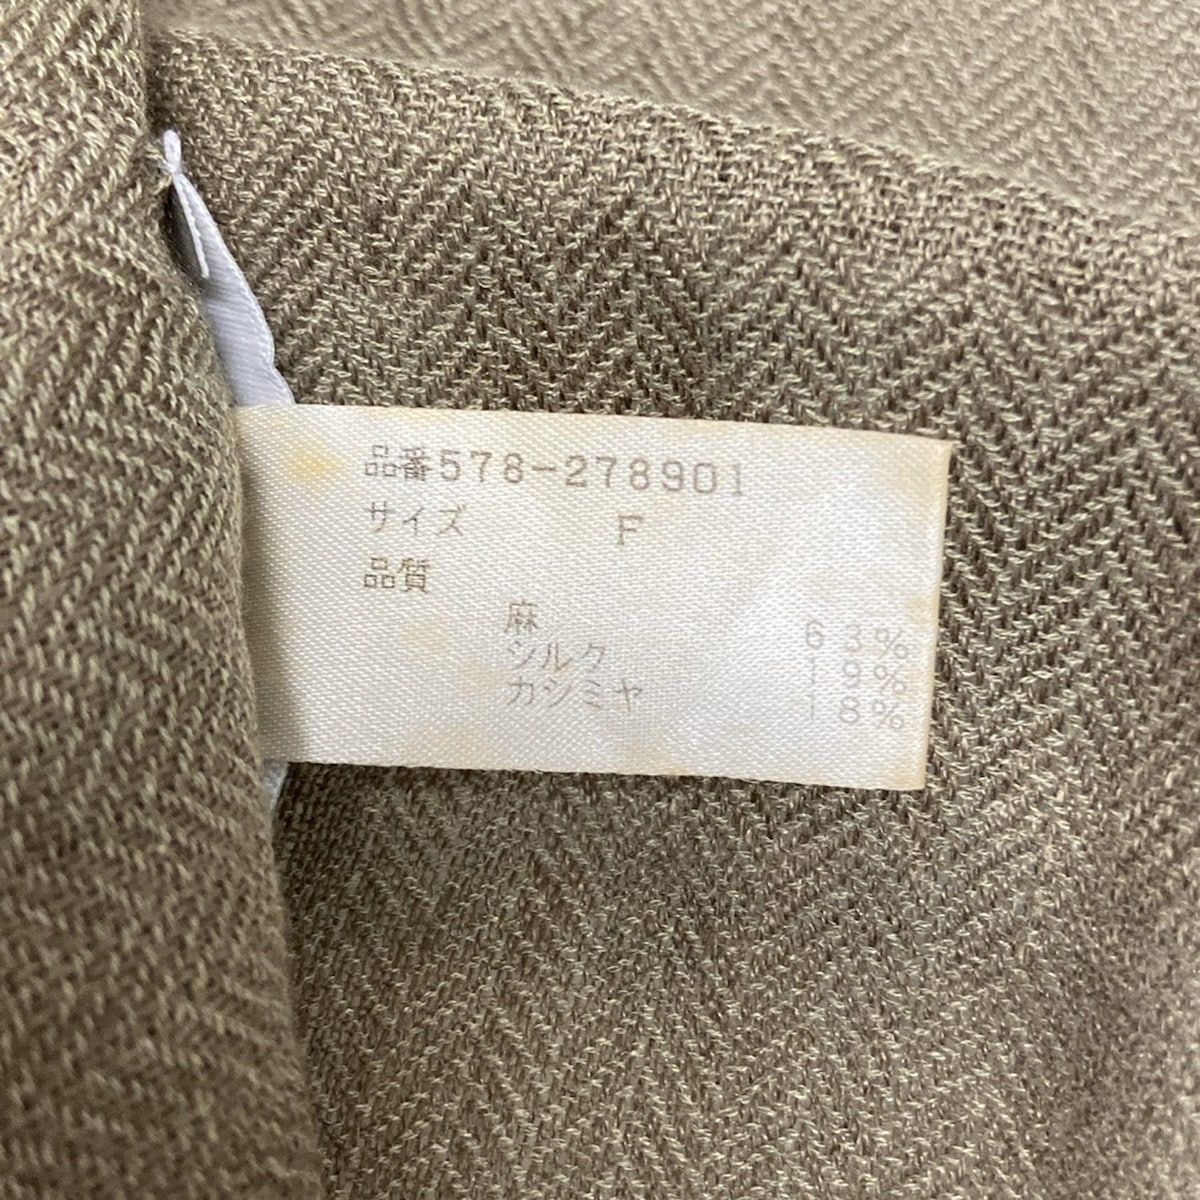 品番578-278901
サイズ F
品質
麻 63%
シルク 19%
カシミヤ 18%